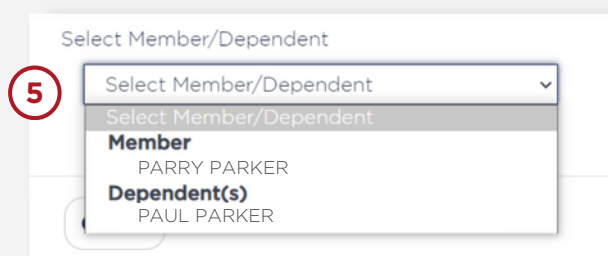 Select Member/Dependent
5
Select Member/Dependent
Select Member/Dependent
Member
PARRY PARKER
Dependent(s)
PAUL PARKER